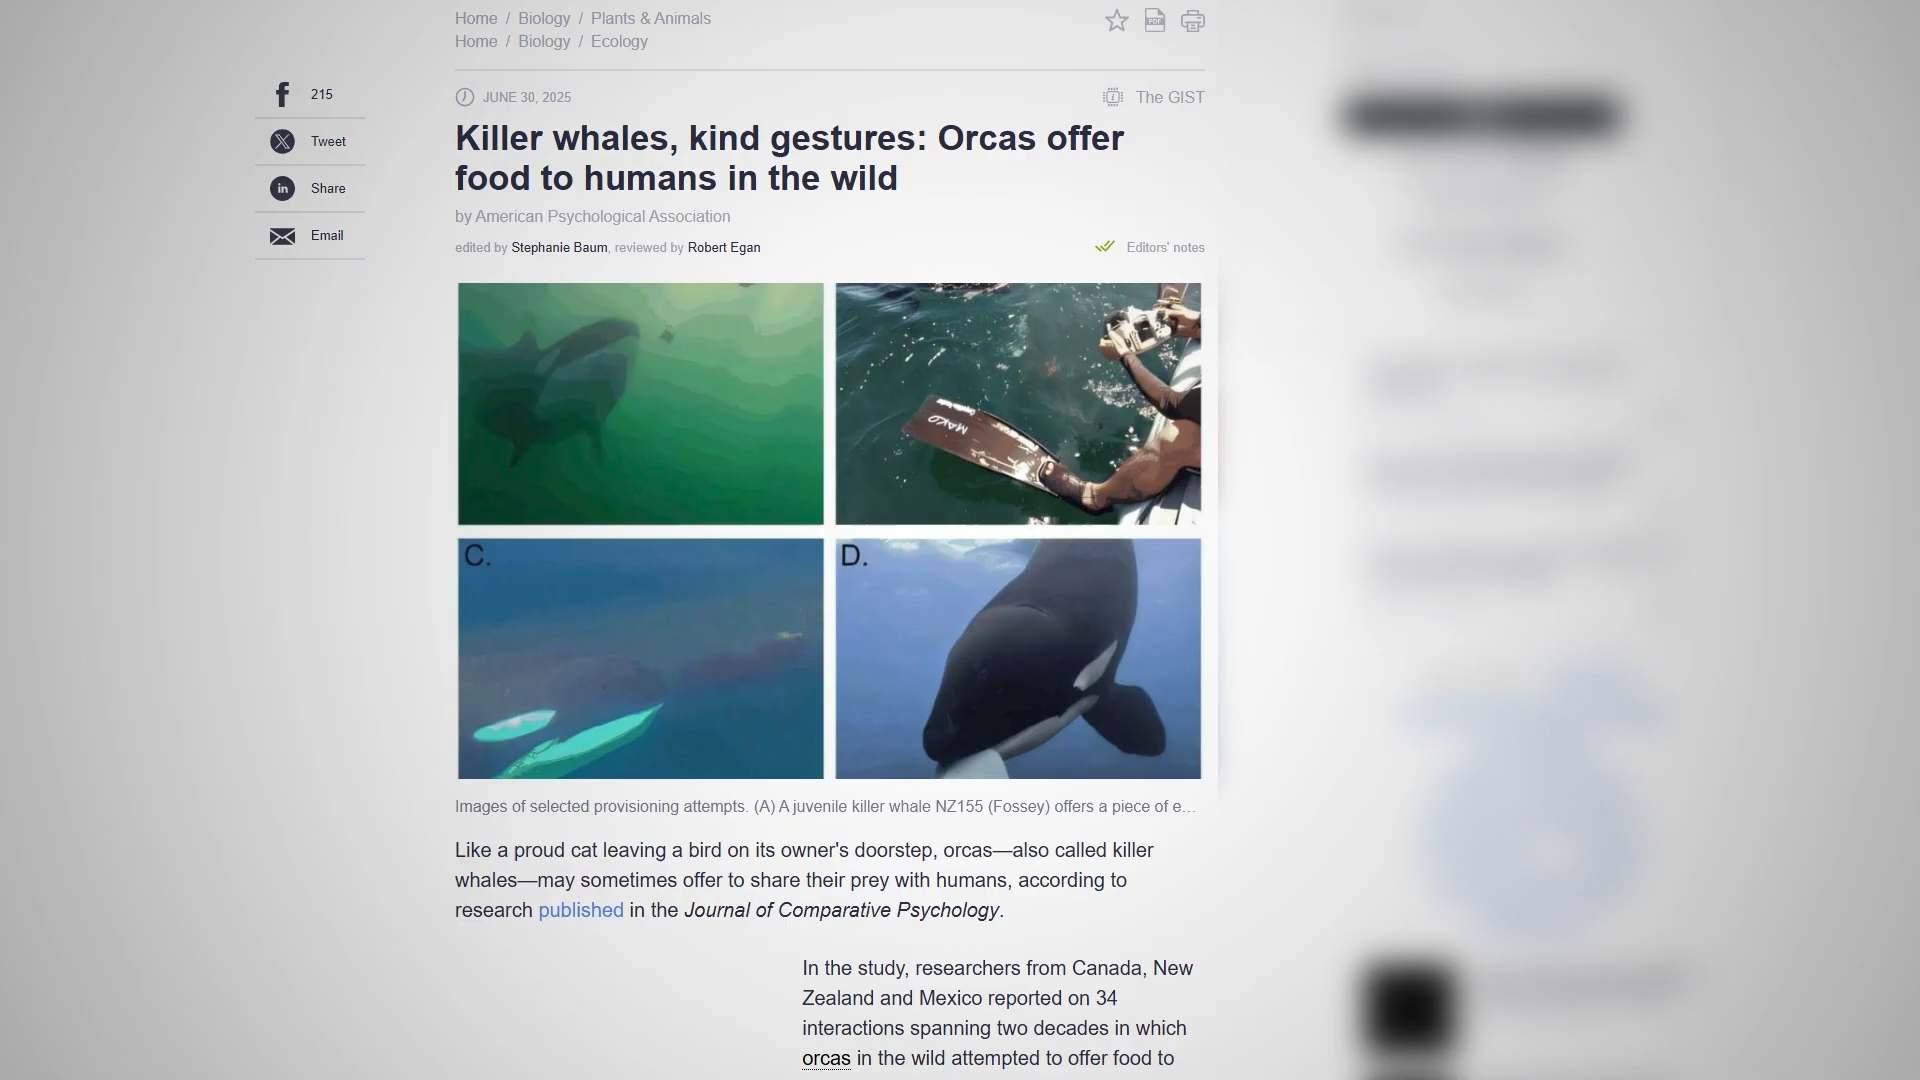 Home / Biology / Plants & Animals
Home / Biology / Ecology
PDF
215
Tweet
in Share
Email
JUNE 30, 2025
The GIST
Killer whales, kind gestures: Orcas offer
food to humans in the wild
by American Psychological Association
edited by Stephanie Baum, reviewed by Robert Egan
Editors' notes
MAKO
C.
D.
Images of selected provisioning attempts. (A) A juvenile killer whale NZ155 (Fossey) offers a piece of e…
Like a proud cat leaving a bird on its owner's doorstep, orcas—also called killer
whales—may sometimes offer to share their prey with humans, according to
research published in the Journal of Comparative Psychology.
In the study, researchers from Canada, New
Zealand and Mexico reported on 34
interactions spanning two decades in which
orcas in the wild attempted to offer food to